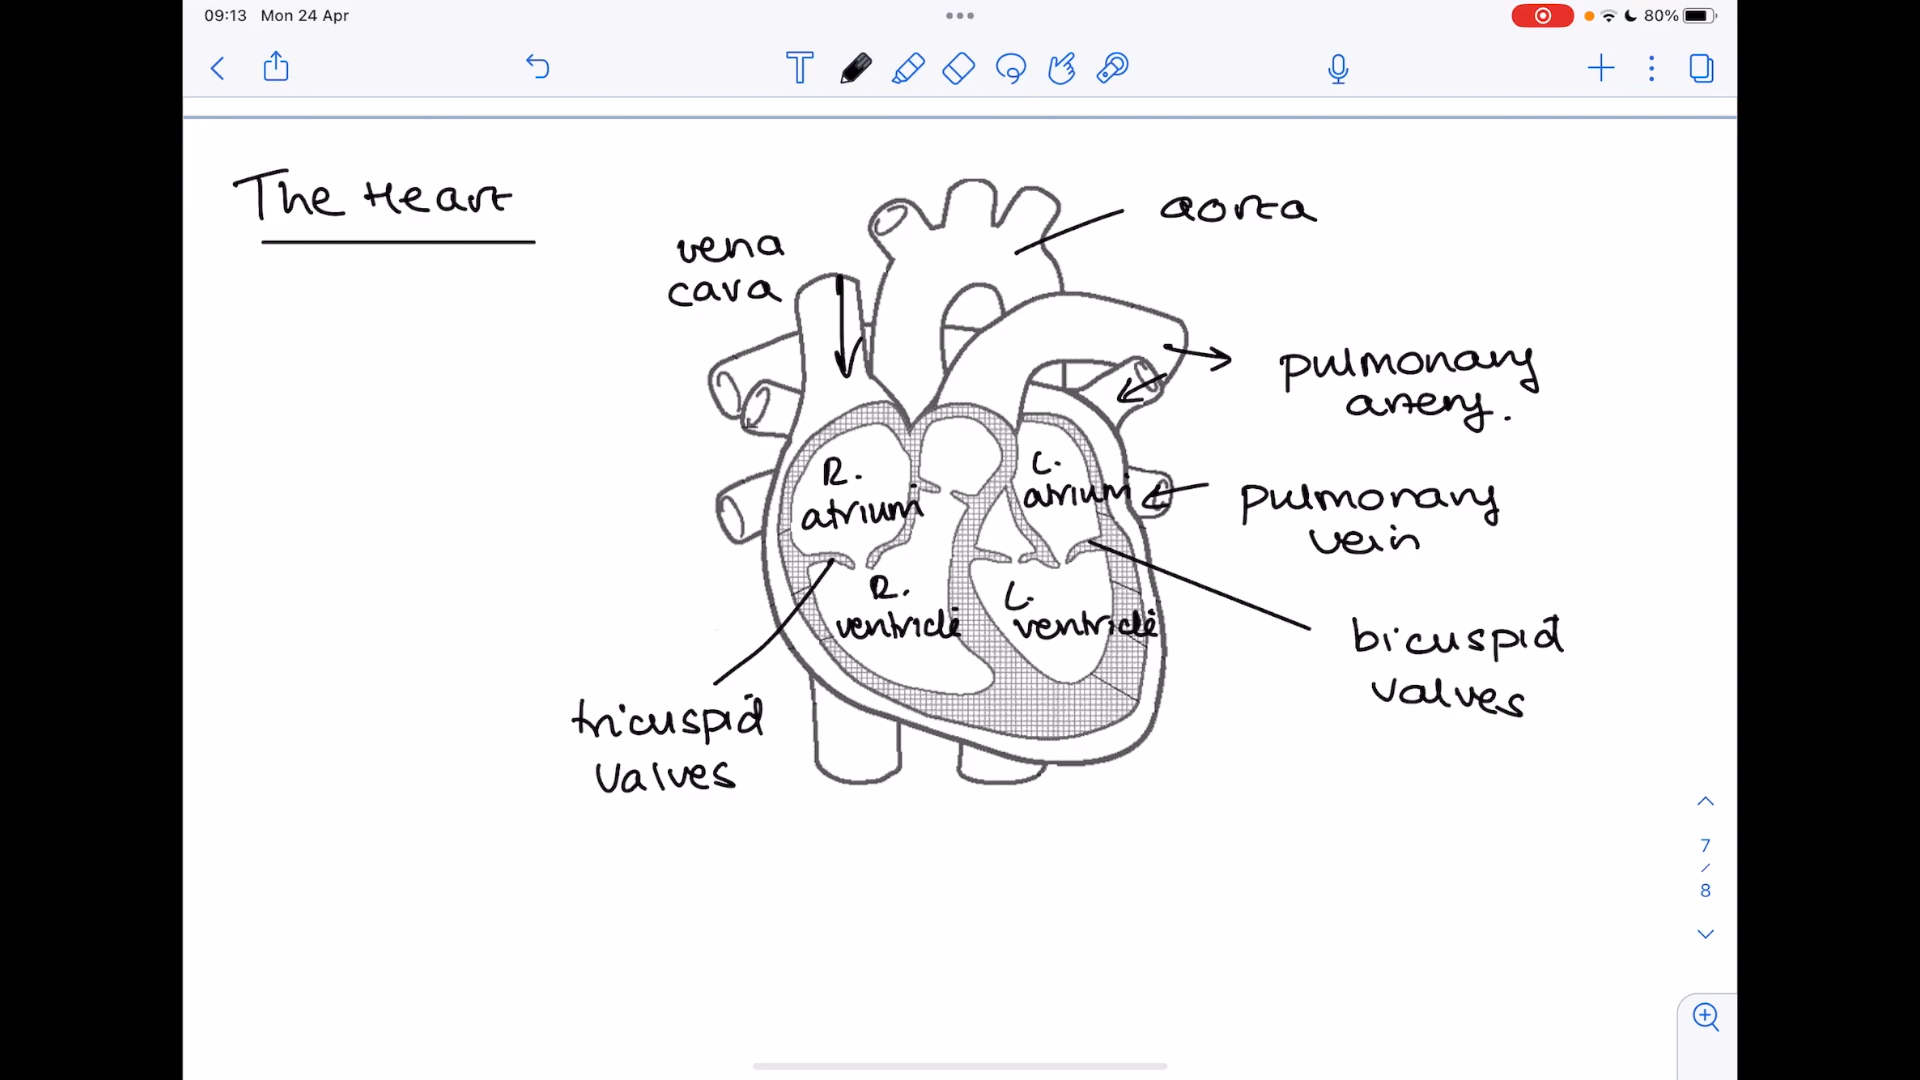 09:13 Mon 24 Apr
80%
The Heart
aorta
vena
cava
pulmonary
artery.
R.
atrium
L.
atrium
pulmonary
vein
R.
ventricle
L.
ventricle
bicuspid
valves
tricuspid
valves
7
/
8